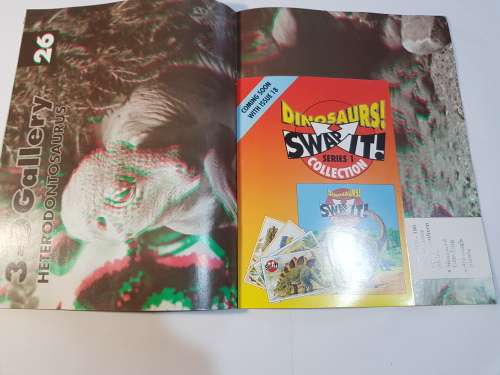 3-D Gallery 26
HETERODONTOSAURUS
COMING SOON
WITH ISSUE 18
DINOSAURS!
SWAP IT!
SERIES 1
COLLECTION
DINOSAURS!
SWAP IT!